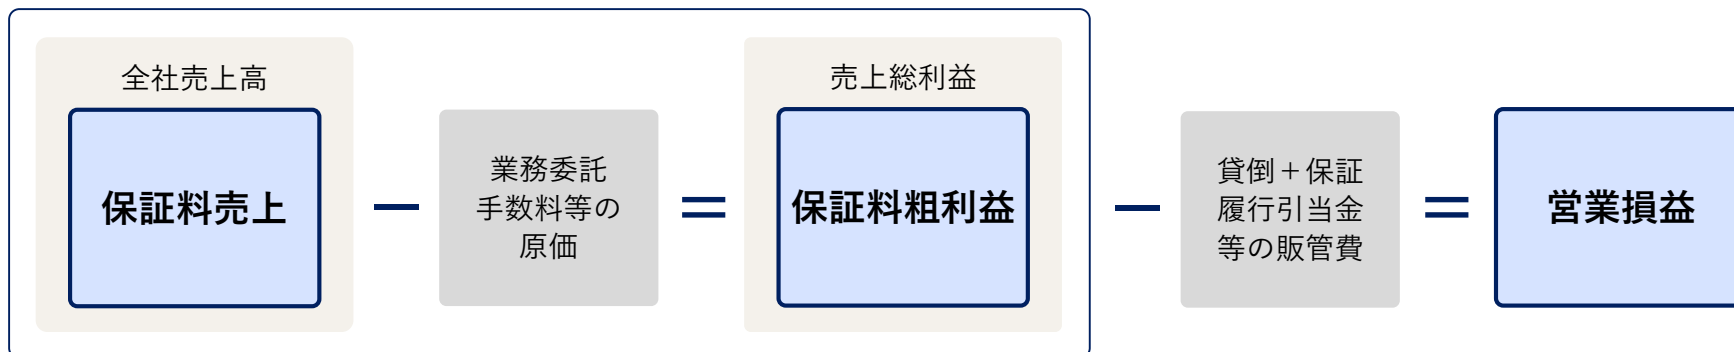 全社売上高
保証料売上
−
業務委託
手数料等の
原価
=
売上総利益
保証料粗利益
−
貸倒+保証
履行引当金
等の販管費
=
営業損益